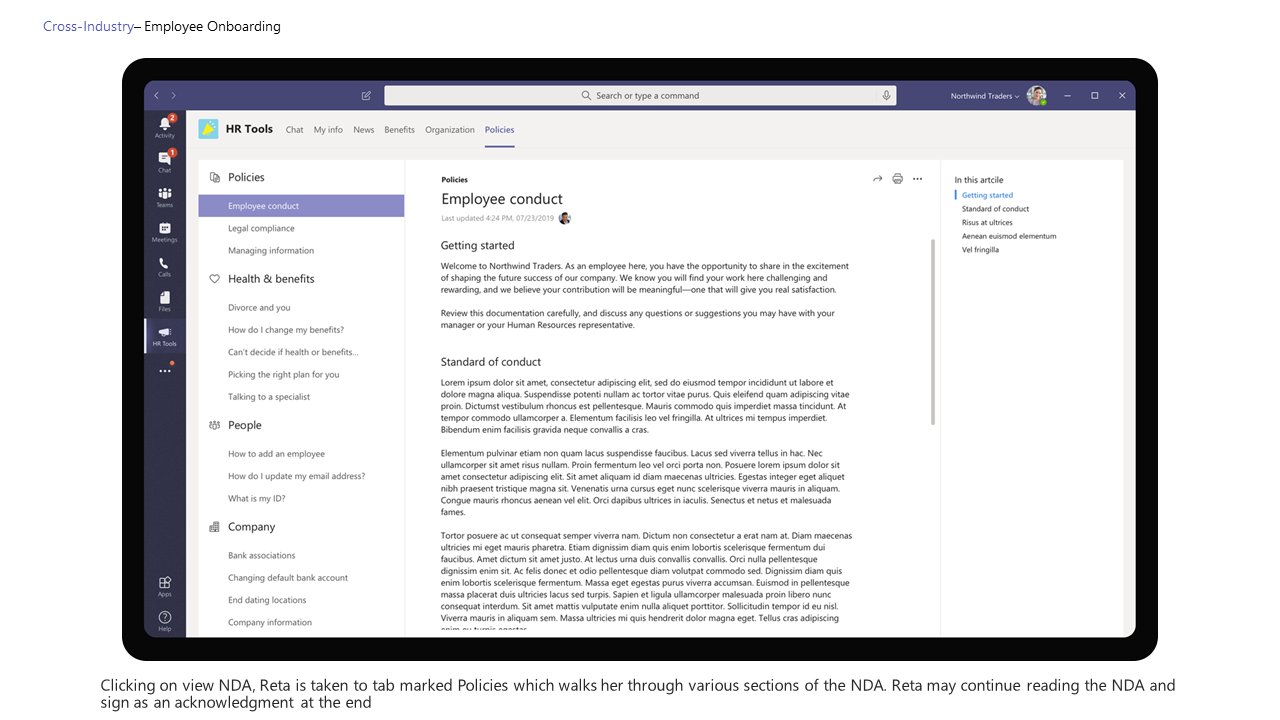 Cross-Industry– Employee Onboarding
Search or type a command
Northwind Traders
2
Activity
1
Chat
Teams
Meetings
Calls
Files
HR Tools
Apps
Help
HR Tools Chat My info News Benefits Organization Policies
Policies
Employee conduct
Legal compliance
Managing information
Health & benefits
Divorce and you
How do I change my benefits?
Can't decide if health or benefits...
Picking the right plan for you
Talking to a specialist
People
How to add an employee
How do I update my email address?
What is my ID?
Company
Bank associations
Changing default bank account
End dating locations
Company information
Policies
Employee conduct
Last updated 4:24 PM, 07/23/2019
Getting started
Welcome to Northwind Traders. As an employee here, you have the opportunity to share in the excitement
of shaping the future success of our company. We know you will find your work here challenging and
rewarding, and we believe your contribution will be meaningful—one that will give you real satisfaction.
Review this documentation carefully, and discuss any questions or suggestions you may have with your
manager or your Human Resources representative.
Standard of conduct
Lorem ipsum dolor sit amet, consectetur adipiscing elit, sed do eiusmod tempor incididunt ut labore et
dolore magna aliqua. Suspendisse potenti nullam ac tortor vitae purus. Quis eleifend quam adipiscing vitae
proin. Dictumst vestibulum rhoncus est pellentesque. Mauris commodo quis imperdiet massa tincidunt. At
tempor commodo ullamcorper a. Elementum facilisis leo vel fringilla. At ultrices mi tempus imperdiet.
Bibendum enim facilisis gravida neque convallis a cras.
Elementum pulvinar etiam non quam lacus suspendisse faucibus. Lacus sed viverra tellus in hac. Nec
ullamcorper sit amet risus nullam. Proin fermentum leo vel orci porta non. Posuere lorem ipsum dolor sit
amet consectetur adipiscing elit. Sit amet aliquam id diam maecenas ultricies. Egestas integer eget aliquet
nibh praesent tristique magna sit. Venenatis urna cursus eget nunc scelerisque viverra mauris in aliquam.
Congue mauris rhoncus aenean vel elit. Orci dapibus ultrices in iaculis. Senectus et netus et malesuada
fames.
Tortor posuere ac ut consequat semper viverra nam. Dictum non consectetur a erat nam at. Diam maecenas
ultricies mi eget mauris pharetra. Etiam dignissim diam quis enim lobortis scelerisque fermentum dui
faucibus. Amet dictum sit amet justo. At lectus urna duis convallis convallis. Orci nulla pellentesque
dignissim enim sit. Ac felis donec et odio pellentesque diam volutpat commodo sed. Dignissim diam quis
enim lobortis scelerisque fermentum. Massa eget egestas purus viverra accumsan. Euismod in pellentesque
massa placerat duis ultricies lacus sed turpis. Sapien et ligula ullamcorper malesuada proin libero nunc
consequat interdum. Sit amet mattis vulputate enim nulla aliquet porttitor. Sollicitudin tempor id eu nisl.
Viverra mauris in aliquam sem. Massa ultricies mi quis hendrerit dolor magna eget. Tellus cras adipiscing
enim eu turpis egestas.
In this artcile
Getting started
Standard of conduct
Risus at ultrices
Aenean euismod elementum
Vel fringilla
Clicking on view NDA, Reta is taken to tab marked Policies which walks her through various sections of the NDA. Reta may continue reading the NDA and
sign as an acknowledgment at the end